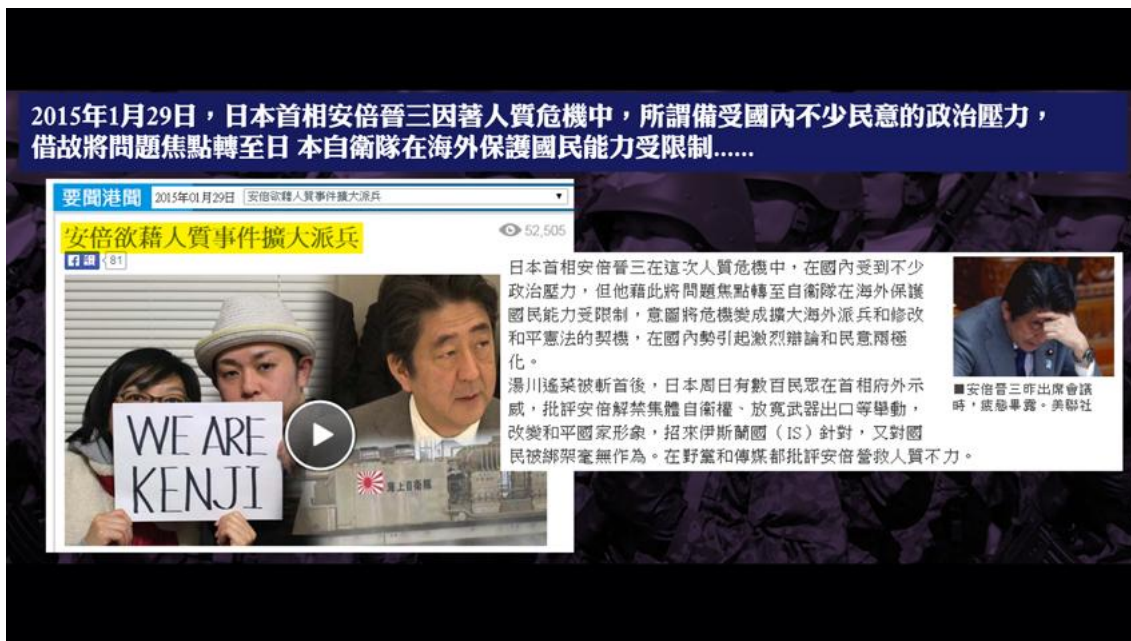 2015年1月29日，日本首相安倍晉三因著人質危機中，所謂備受國內不少民意的政治壓力，
借故將問題焦點轉至日 本自衛隊在海外保護國民能力受限制......
要聞港聞 2015年01月29日 安倍欲藉人質事件擴大派兵
安倍欲藉人質事件擴大派兵
52,505
讚 81
WE ARE
KENJI
海上自衛隊
日本首相安倍晉三在這次人質危機中，在國內受到不少
政治壓力，但他藉此將問題焦點轉至自衞隊在海外保護
國民能力受限制，意圖將危機變成擴大海外派兵和修改
和平憲法的契機，在國內勢引起激烈辯論和民意兩極
化。
湯川遙菜被斬首後，日本周日有數百民眾在首相府外示
威，批評安倍解禁集體自衞權、放寬武器出口等舉動，
改變和平國家形象，招來伊斯蘭國（IS）針對，又對國
民被綁架毫無作為。在野黨和傳媒都批評安倍營救人質不力。
■安倍晉三昨出席會議
時，疲態畢露。美聯社